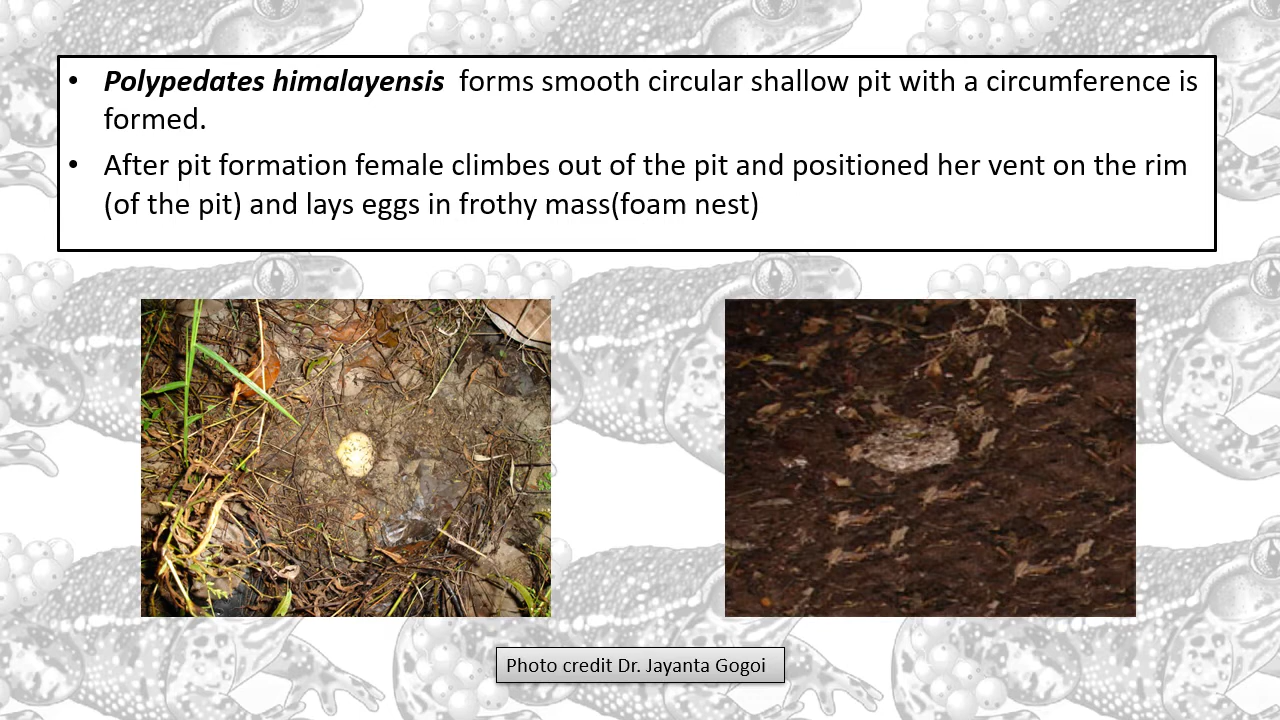 • Polypedates himalayensis forms smooth circular shallow pit with a circumference is
formed.
• After pit formation female climbes out of the pit and positioned her vent on the rim
(of the pit) and lays eggs in frothy mass(foam nest)
Photo credit Dr. Jayanta Gogoi